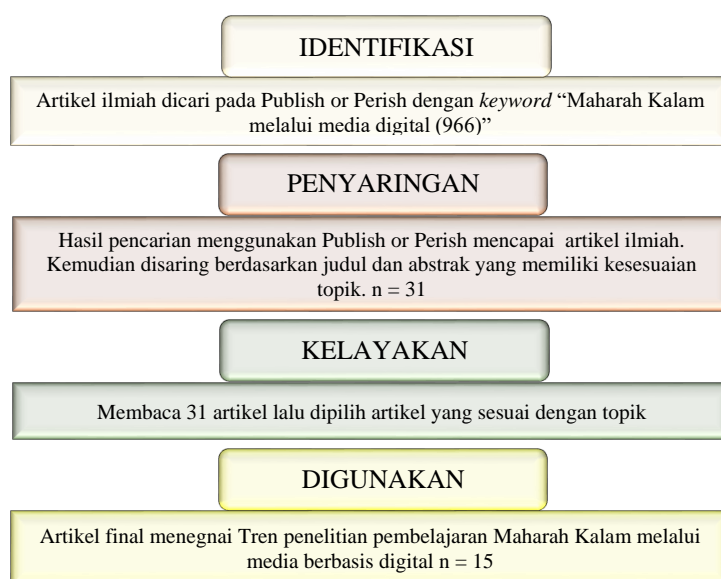 IDENTIFIKASI
Artikel ilmiah dicari pada Publish or Perish dengan keyword “Maharah Kalam
melalui media digital (966)”
PENYARINGAN
Hasil pencarian menggunakan Publish or Perish mencapai artikel ilmiah.
Kemudian disaring berdasarkan judul dan abstrak yang memiliki kesesuaian
topik. n = 31
KELAYAKAN
Membaca 31 artikel lalu dipilih artikel yang sesuai dengan topik
DIGUNAKAN
Artikel final menegnai Tren penelitian pembelajaran Maharah Kalam melalui
media berbasis digital n = 15